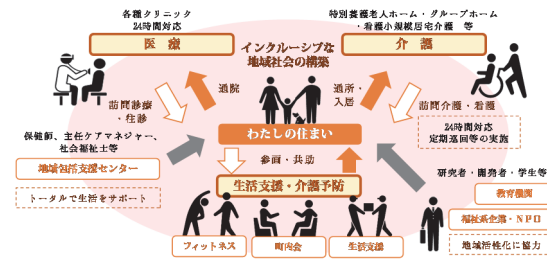 各種クリニック
24時間対応
医療
特別養護老人ホーム・グループホーム
・看護小規模居宅介護 等
介護
インクルーシブな
地域社会の構築
訪問診療
・往診
通院
通所・
入居
訪問介護・看護
24時間対応
定期巡回等の実施
保健師、主任ケアマネジャー、
社会福祉士等
地域包括支援センター
トータルで生活をサポート
わたしの住まい
参画・共助
生活支援・介護予防
研究者・開発者・学生等
教育機関
福祉系企業・NPO
地域活性化に協力
フィットネス
町内会
生活支援